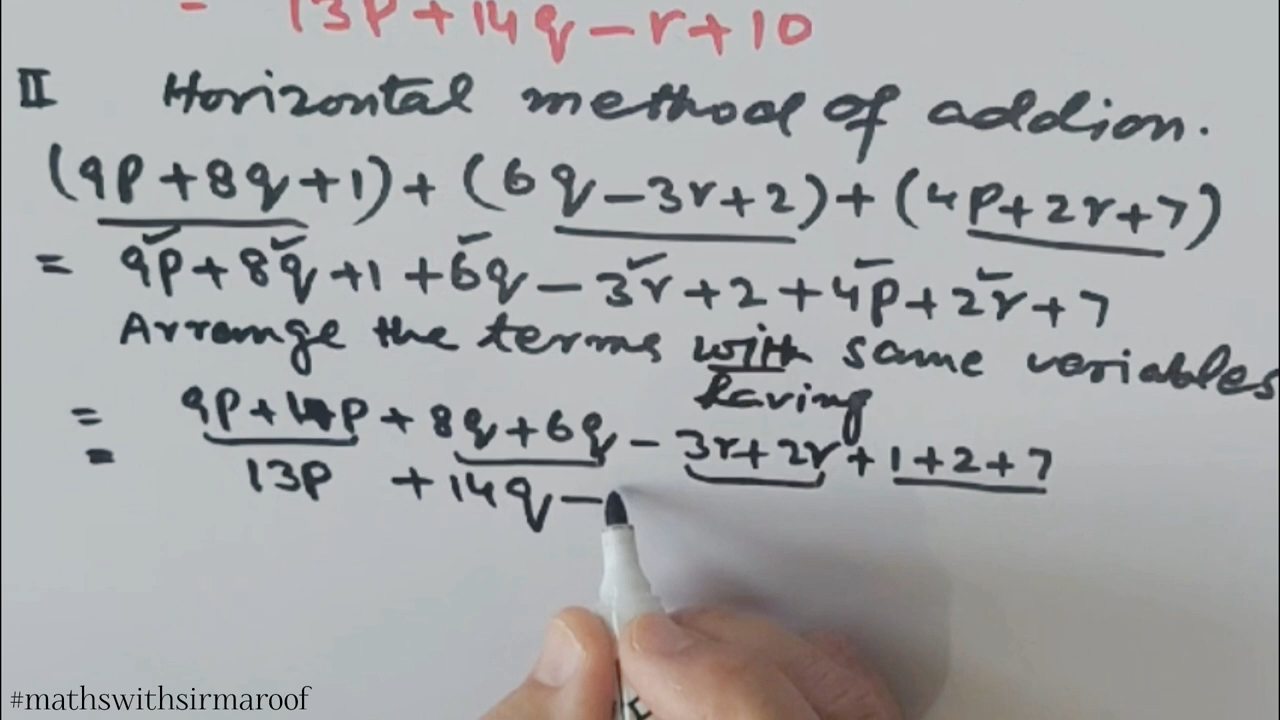 = 13p+14q-r+10
II Horizontal method of addion.
(9p+8q+1)+(6q-3r+2)+(4p+2r+7)
= 9p+8q+1+6q-3r+2+4p+2r+7
Arrange the terms with same variables
having
= 9p+4p+8q+6q-3r+2r+1+2+7
= 13p +14q-
#mathswithsirmaroof